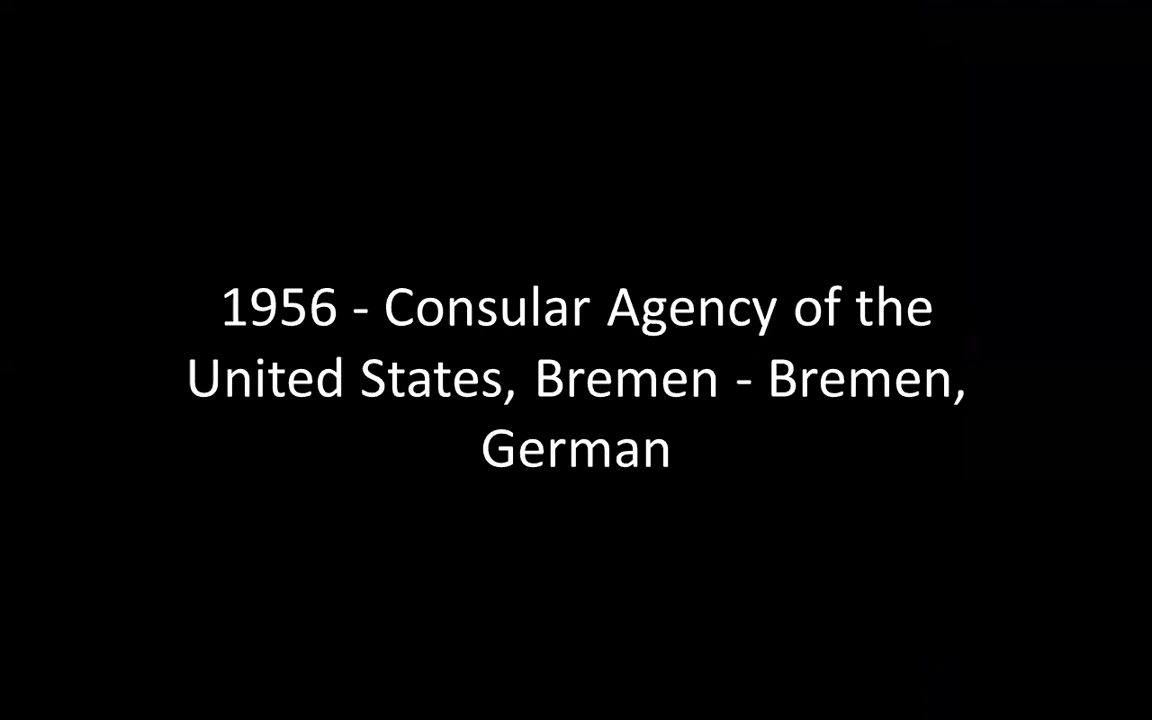 1956 - Consular Agency of the
United States, Bremen - Bremen,
German